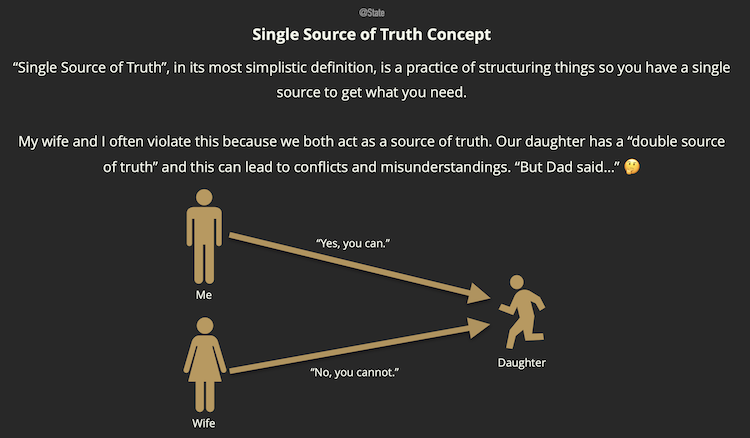 @State
Single Source of Truth Concept
“Single Source of Truth”, in its most simplistic definition, is a practice of structuring things so you have a single
source to get what you need.
My wife and I often violate this because we both act as a source of truth. Our daughter has a “double source
of truth” and this can lead to conflicts and misunderstandings. “But Dad said...” 🤔
“Yes, you can.”
Me
“No, you cannot.”
Daughter
Wife